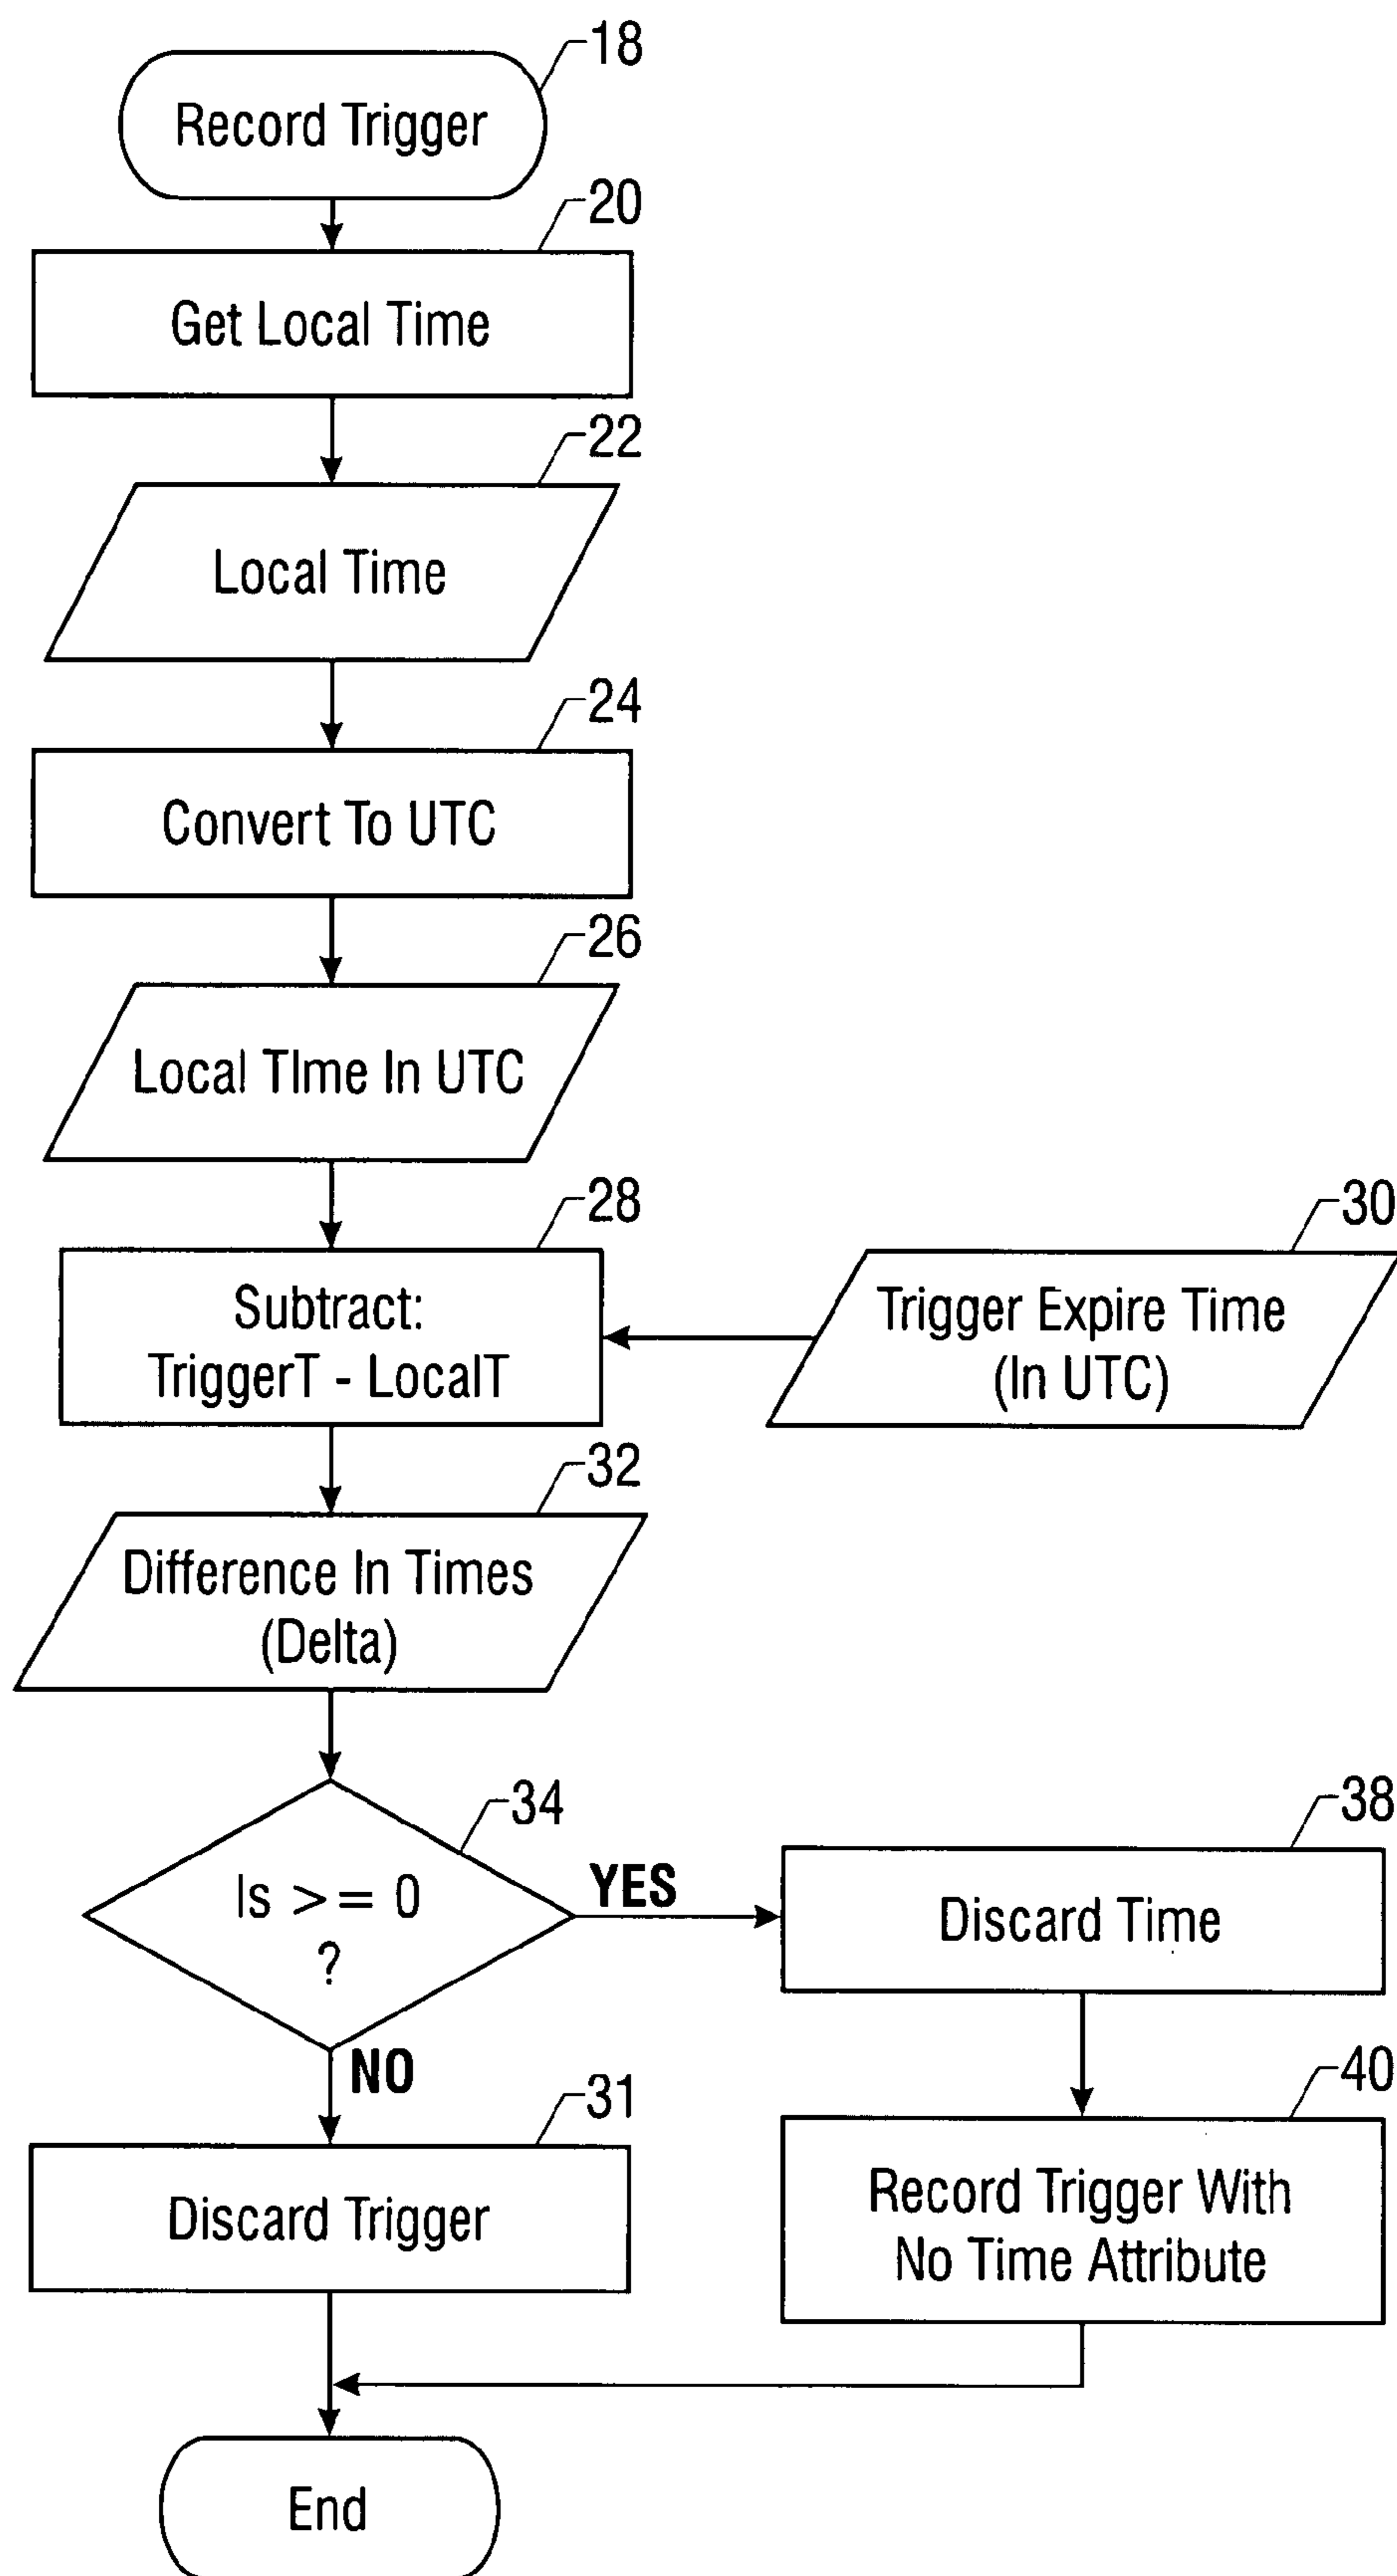 18
Record Trigger
20
Get Local Time
22
Local Time
24
Convert To UTC
26
Local TIme In UTC
28
Subtract:
TriggerT - LocalT
30
Trigger Expire Time
(In UTC)
32
Difference In Times
(Delta)
34
Is >= 0
?
YES
38
Discard Time
NO
31
Discard Trigger
40
Record Trigger With
No Time Attribute
End